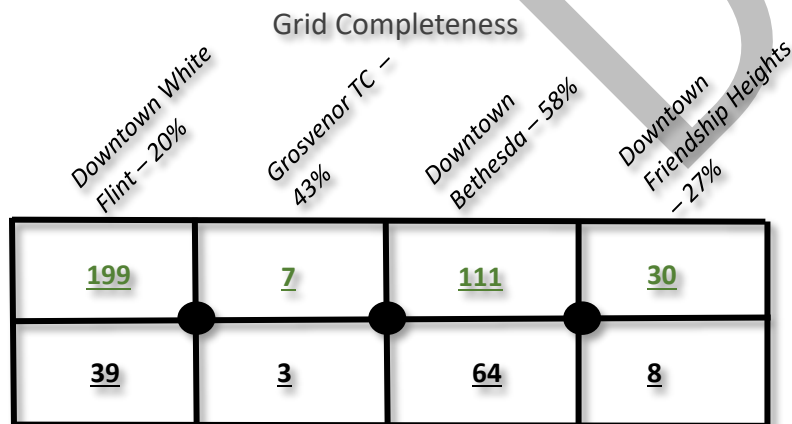 Grid Completeness
Downtown White
Flint – 20%
Grosvenor TC –
43%
Downtown
Bethesda – 58%
Downtown
Friendship Heights
– 27%
199 7 111 30
39 3 64 8